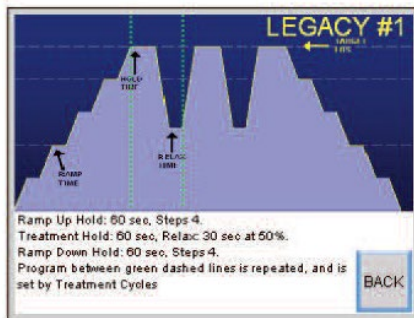 LEGACY #1
TARGET LBS
HOLD TIME
RELAX TIME
RAMP TIME
Ramp Up Hold: 60 sec, Steps 4.
Treatment Hold: 60 sec, Relax: 30 sec at 50%.
Ramp Down Hold: 60 sec, Steps 4.
Program between green dashed lines is repeated, and is
set by Treatment Cycles
BACK